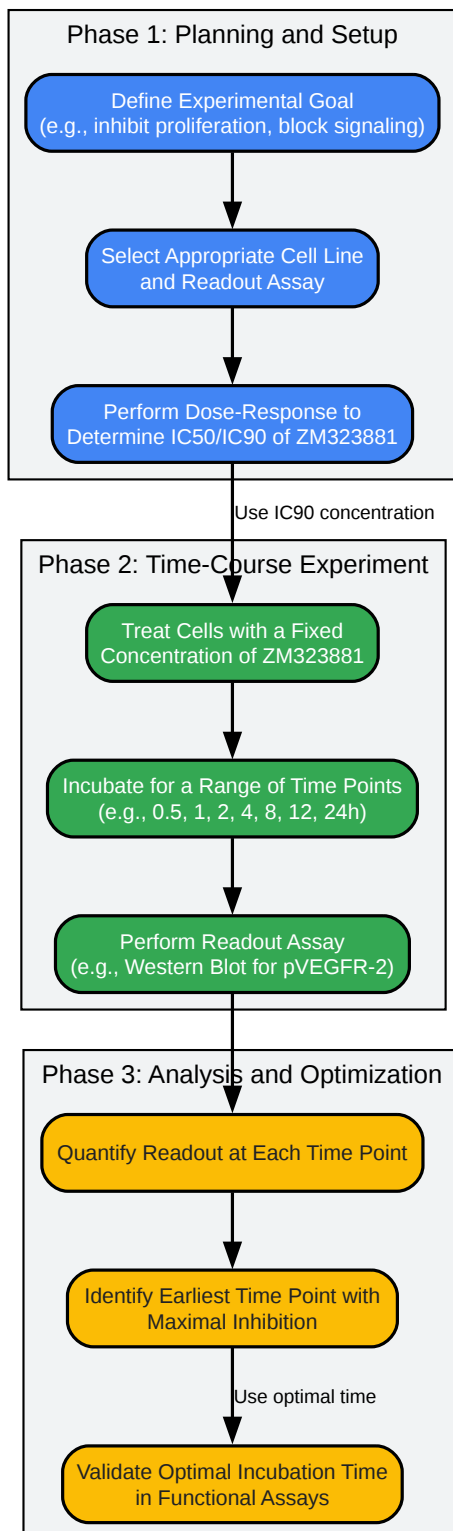 Phase 1: Planning and Setup
Define Experimental Goal
(e.g., inhibit proliferation, block signaling)
Select Appropriate Cell Line
and Readout Assay
Perform Dose-Response to
Determine IC50/IC90 of ZM323881
Use IC90 concentration
Phase 2: Time-Course Experiment
Treat Cells with a Fixed
Concentration of ZM323881
Incubate for a Range of Time Points
(e.g., 0.5, 1, 2, 4, 8, 12, 24h)
Perform Readout Assay
(e.g., Western Blot for pVEGFR-2)
Phase 3: Analysis and Optimization
Quantify Readout at Each Time Point
Identify Earliest Time Point with
Maximal Inhibition
Use optimal time
Validate Optimal Incubation Time
in Functional Assays